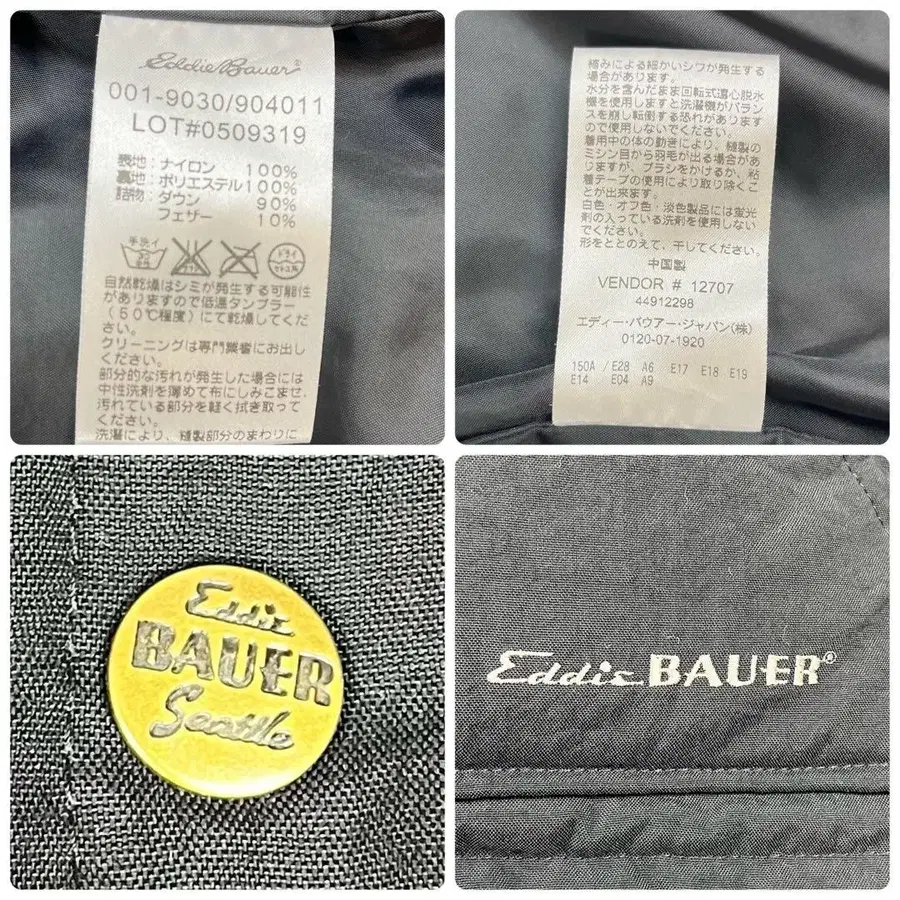 Eddie Bauer®
001-9030/904011
LOT#0509319
表地:ナイロン 100%
裏地:ポリエステル100%
詰物:ダウン 90%
フェザー 10%
手洗イ
ドライ
自然乾燥はシミが発生する可能性
がありますので低温タンブラー
(50℃程度)にて乾燥してくだ
さい。
クリーニングは専門業者にお出し
ください。
部分的な汚れが発生した場合には
中性洗剤を薄めて布にしみこませ、
汚れている部分を軽く拭き取って
ください。
洗濯により、縫製部分のまわりに
縮みによる細かいシワが発生する
場合があります。
水分を含んだまま回転式遠心脱水
機を使用しますと洗濯機がバラン
スを崩し転倒する恐れがあります
ので使用しないでください。
着用中の体の動きにより、縫製の
ミシン目から羽毛が出る場合があ
りますが、ブラシをかけるか、粘
着テープの使用により取り除くこ
とが出来ます。
白色・オフ色・淡色製品には蛍光
剤の入っている洗剤を使用しない
でください。
形をととのえて、干してください。
中国製
VENDOR # 12707
44912298
エディー・バウアー・ジャパン(株)
0120-07-1920
150A / E28 A6 E17 E18 E19
E14 E04 A9
Eddie
BAUER
Seattle
Eddie BAUER®